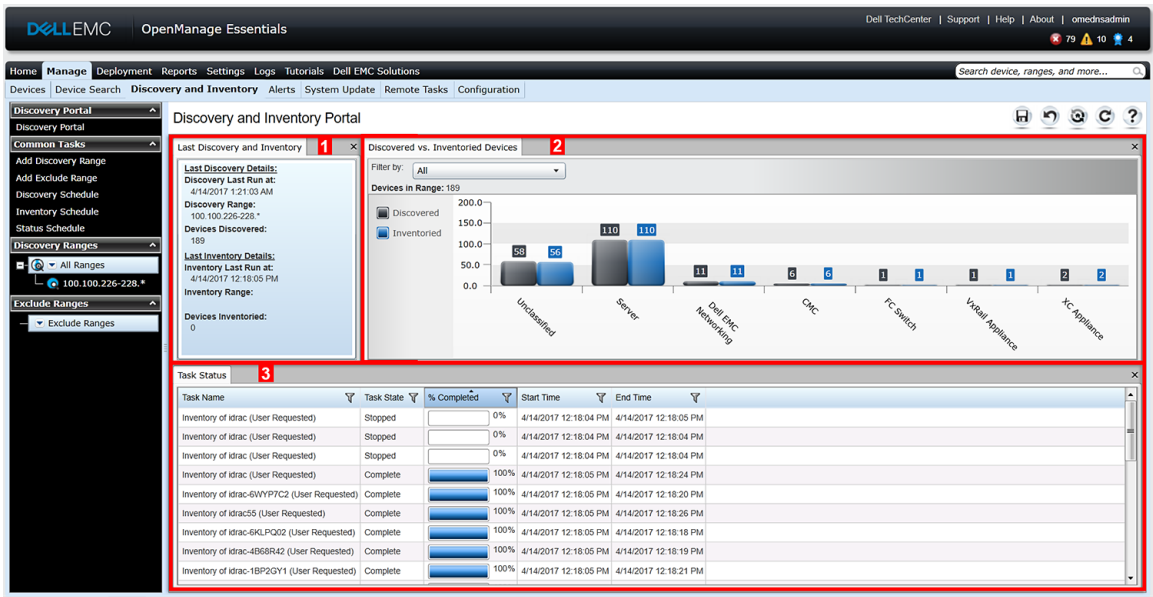 DELLEMC OpenManage Essentials
Dell TechCenter | Support | Help | About | omednsadmin
79 10 4
Home Manage Deployment Reports Settings Logs Tutorials Dell EMC Solutions
Search device, ranges, and more...
Devices Device Search Discovery and Inventory Alerts System Update Remote Tasks Configuration
Discovery Portal
Discovery Portal
Common Tasks
Add Discovery Range
Add Exclude Range
Discovery Schedule
Inventory Schedule
Status Schedule
Discovery Ranges
All Ranges
100.100.226-228.*
Exclude Ranges
Exclude Ranges
Discovery and Inventory Portal
?
Last Discovery and Inventory 1 x
Last Discovery Details:
Discovery Last Run at:
4/14/2017 1:21:03 AM
Discovery Range:
100.100.226-228.*
Devices Discovered:
189
Last Inventory Details:
Inventory Last Run at:
4/14/2017 12:18:05 PM
Inventory Range:
Devices Inventoried:
0
Discovered vs. Inventoried Devices 2 x
Filter by: All
Devices in Range: 189
Discovered
Inventoried
200.0
150.0
100.0
50.0
0.0
58 56
110 110
11 11
6 6
1 1
1 1
2 2
Unclassified
Server
Dell EMC
Networking
CMC
FC Switch
VxRail Appliance
XC Appliance
Task Status 3 x
Task Name Task State % Completed Start Time End Time
Inventory of idrac (User Requested) Stopped 0% 4/14/2017 12:18:04 PM 4/14/2017 12:18:05 PM
Inventory of idrac (User Requested) Stopped 0% 4/14/2017 12:18:04 PM 4/14/2017 12:18:04 PM
Inventory of idrac (User Requested) Stopped 0% 4/14/2017 12:18:04 PM 4/14/2017 12:18:05 PM
Inventory of idrac (User Requested) Complete 100% 4/14/2017 12:18:05 PM 4/14/2017 12:18:24 PM
Inventory of idrac-6WYP7C2 (User Requested) Complete 100% 4/14/2017 12:18:05 PM 4/14/2017 12:18:20 PM
Inventory of idrac55 (User Requested) Complete 100% 4/14/2017 12:18:05 PM 4/14/2017 12:18:26 PM
Inventory of idrac-6KLPQ02 (User Requested) Complete 100% 4/14/2017 12:18:05 PM 4/14/2017 12:18:18 PM
Inventory of idrac-4B68R42 (User Requested) Complete 100% 4/14/2017 12:18:05 PM 4/14/2017 12:18:19 PM
Inventory of idrac-1BP2GY1 (User Requested) Complete 100% 4/14/2017 12:18:05 PM 4/14/2017 12:18:21 PM